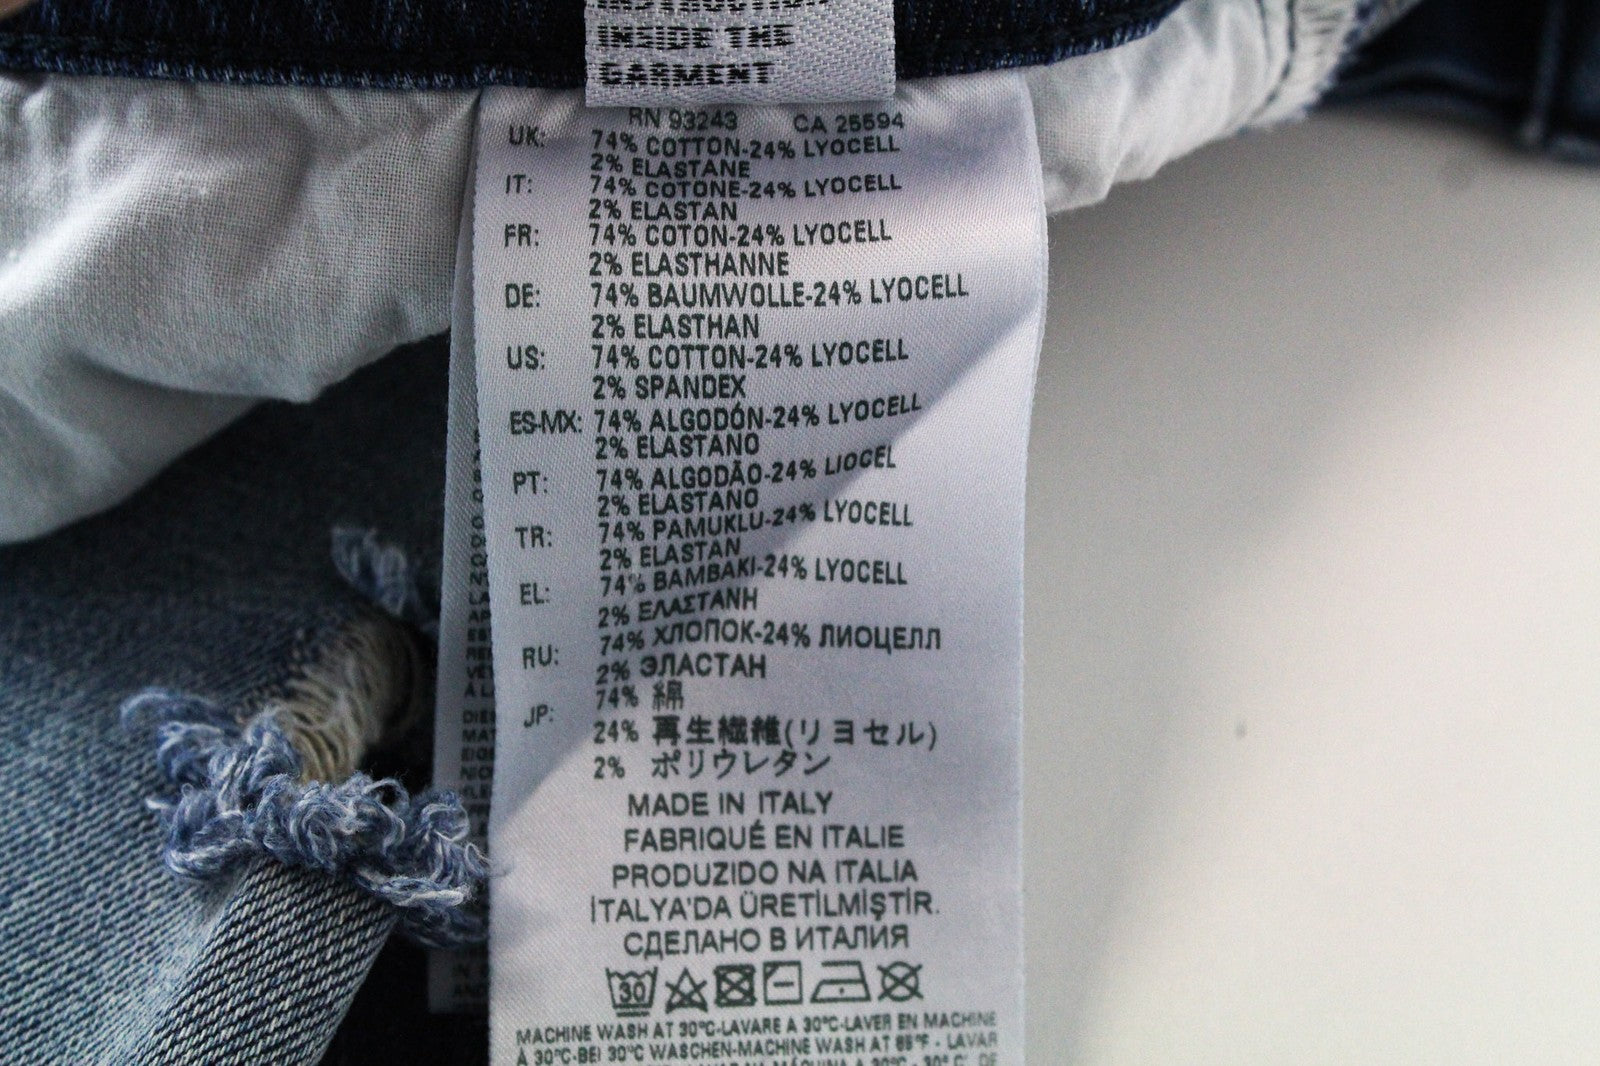 INSIDE THE
GARMENT
RN 93243 CA 25594
UK: 74% COTTON-24% LYOCELL
2% ELASTANE
IT: 74% COTONE-24% LYOCELL
2% ELASTAN
FR: 74% COTON-24% LYOCELL
2% ELASTHANNE
DE: 74% BAUMWOLLE-24% LYOCELL
2% ELASTHAN
US: 74% COTTON-24% LYOCELL
2% SPANDEX
ES-MX: 74% ALGODÓN-24% LYOCELL
2% ELASTANO
PT: 74% ALGODÃO-24% LIOCEL
2% ELASTANO
TR: 74% PAMUKLU-24% LYOCELL
2% ELASTAN
EL: 74% ΒΑΜΒΑΚΙ-24% LYOCELL
2% ΕΛΑΣΤΑΝΗ
RU: 74% ХЛОПОК-24% ЛИОЦЕЛЛ
2% ЭЛАСТАН
JP: 74% 綿
24% 再生繊維(リヨセル)
2% ポリウレタン
MADE IN ITALY
FABRIQUÉ EN ITALIE
PRODUZIDO NA ITALIA
İTALYA'DA ÜRETİLMİŞTİR.
СДЕЛАНО В ИТАЛИЯ
30
MACHINE WASH AT 30°C-LAVARE A 30°C-LAVER EN MACHINE
À 30°C-BEI 30°C WASCHEN-MACHINE WASH AT 85°F - LAVAR